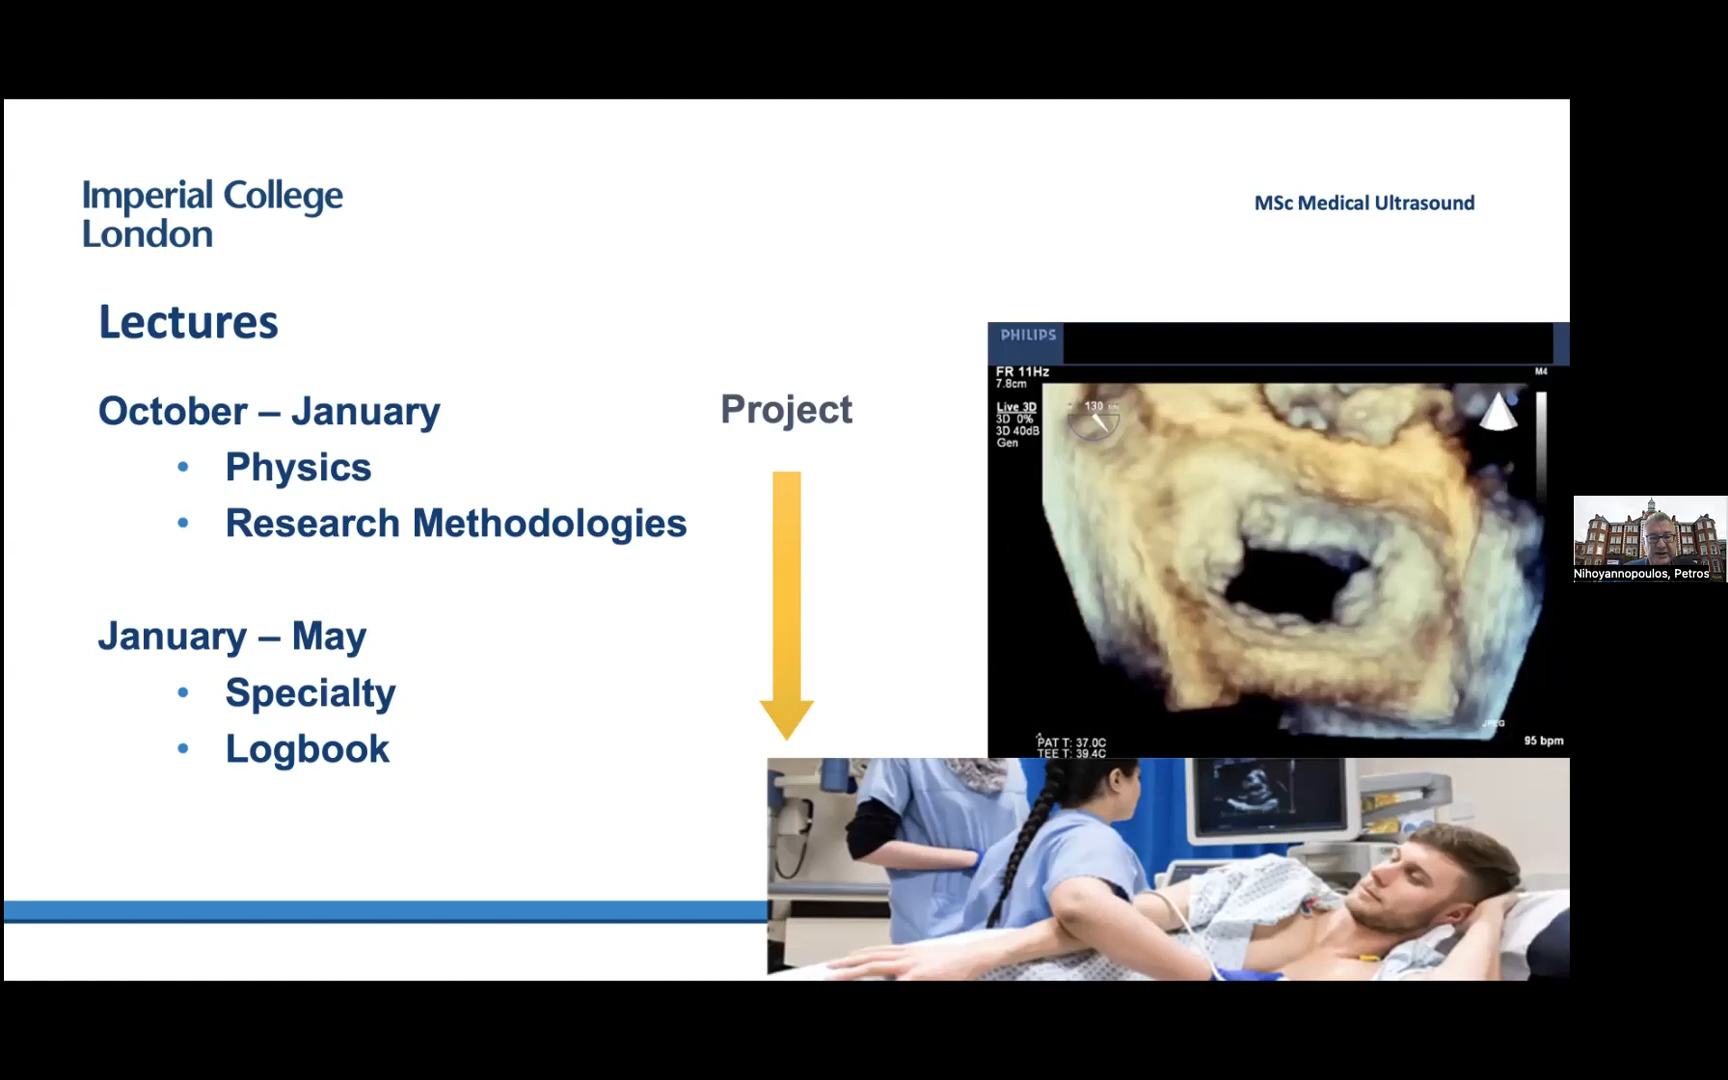 Imperial College
London
MSc Medical Ultrasound
Lectures
October – January
• Physics
• Research Methodologies
January – May
• Specialty
• Logbook
Project
PHILIPS
FR 11Hz
7.8cm
Live 3D
3D 0%
3D 40dB
Gen
130
M4
JPEG
PAT T: 37.0C
TEE T: 39.4C
95 bpm
Nihoyannopoulos, Petros